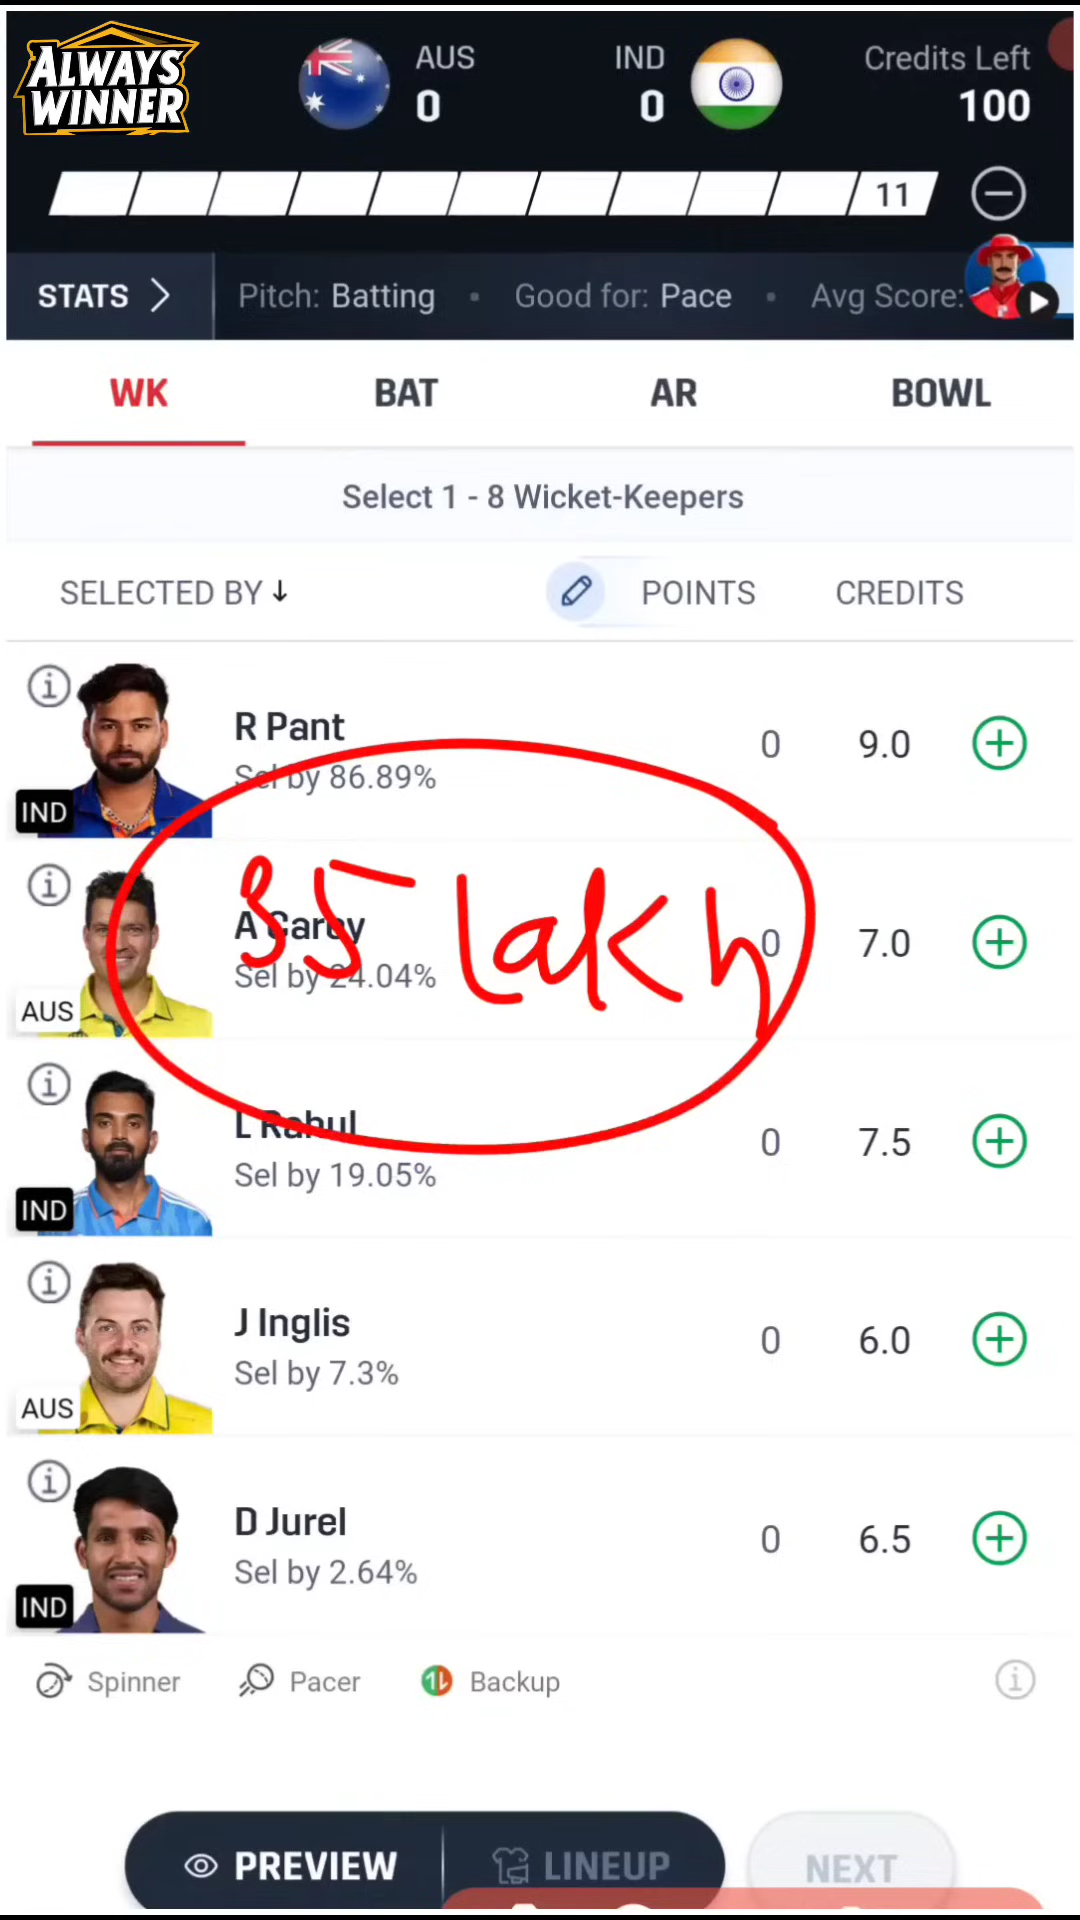 ALWAYS
WINNER
AUS
0
IND
0
Credits Left
100
11
STATS
Pitch: Batting • Good for: Pace • Avg Score:
WK BAT AR BOWL
Select 1 - 8 Wicket-Keepers
SELECTED BY ↓ POINTS CREDITS
R Pant
Sel by 86.89%
IND
0 9.0
35 lakh
A Carey
Sel by 24.04%
AUS
0 7.0
L Rahul
Sel by 19.05%
IND
0 7.5
J Inglis
Sel by 7.3%
AUS
0 6.0
D Jurel
Sel by 2.64%
IND
0 6.5
Spinner Pacer Backup
PREVIEW LINEUP NEXT